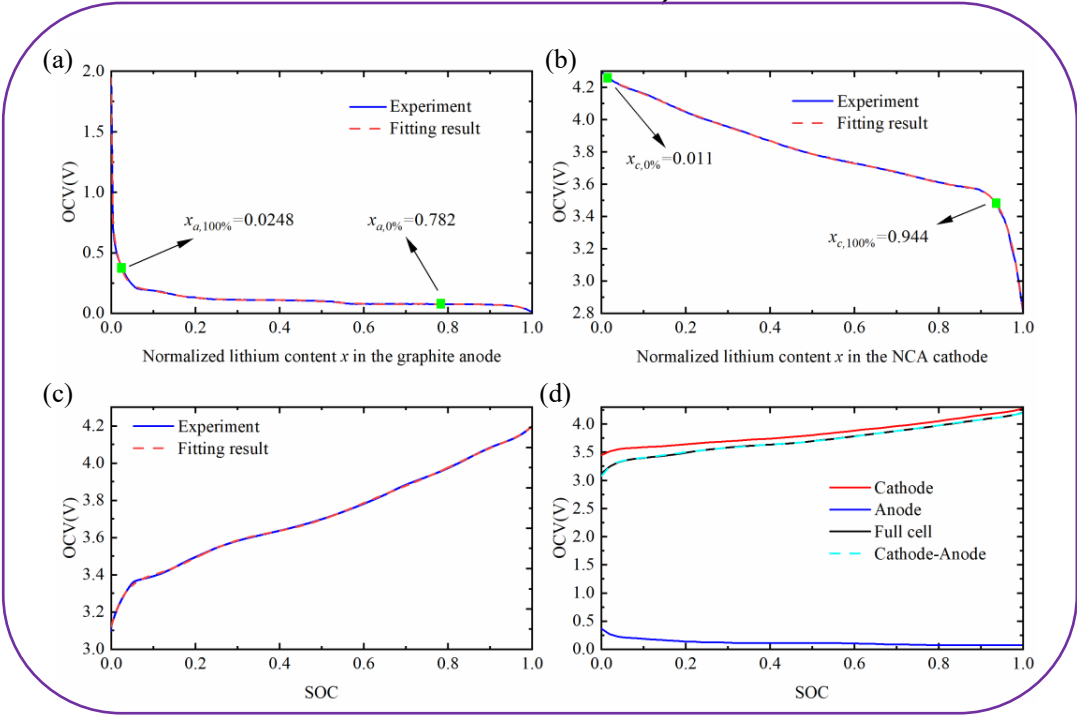 (a)
2.0
1.5
1.0
0.5
0.0
OCV(V)
Experiment
Fitting result
xa,100%=0.0248
xa,0%=0.782
0.0 0.2 0.4 0.6 0.8 1.0
Normalized lithium content x in the graphite anode
(b)
4.2
4.0
3.8
3.6
3.4
3.2
3.0
2.8
OCV(V)
Experiment
Fitting result
xc,0%=0.011
xc,100%=0.944
0.0 0.2 0.4 0.6 0.8 1.0
Normalized lithium content x in the NCA cathode
(c)
4.2
4.0
3.8
3.6
3.4
3.2
3.0
OCV(V)
Experiment
Fitting result
0.0 0.2 0.4 0.6 0.8 1.0
SOC
(d)
4.0
3.5
3.0
2.5
2.0
1.5
1.0
0.5
0.0
OCV(V)
Cathode
Anode
Full cell
Cathode-Anode
0.0 0.2 0.4 0.6 0.8 1.0
SOC